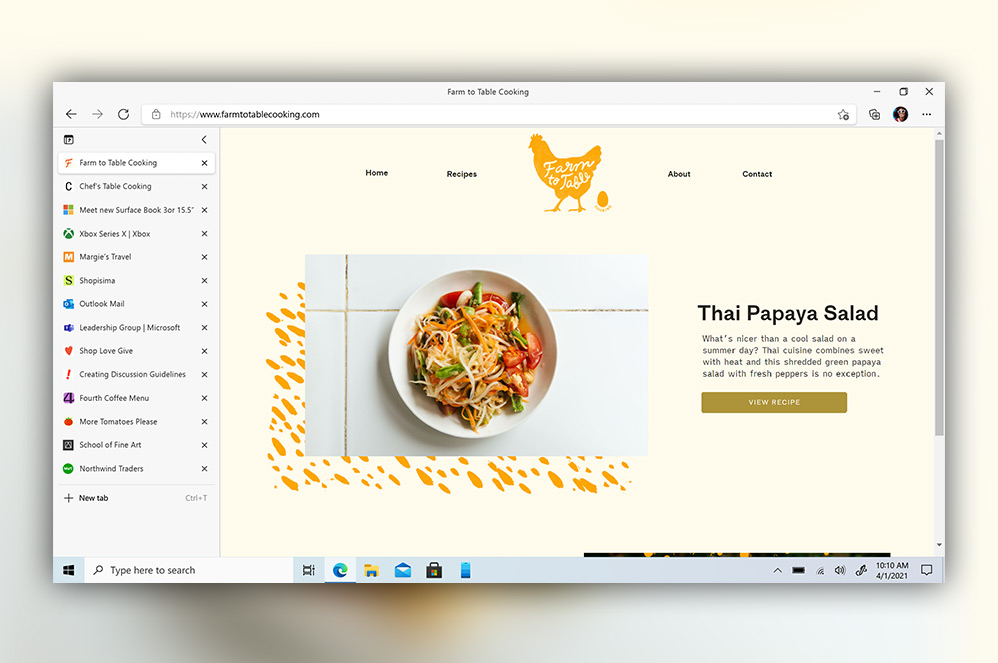 Farm to Table Cooking
https://www.farmtotablecooking.com
Farm to Table Cooking
Chef's Table Cooking
Meet new Surface Book 3or 15.5"
Xbox Series X | Xbox
Margie's Travel
Shopisima
Outlook Mail
Leadership Group | Microsoft
Shop Love Give
Creating Discussion Guidelines
Fourth Coffee Menu
More Tomatoes Please
School of Fine Art
Northwind Traders
New tab Ctrl+T
Home Recipes About Contact
Farm
to Table
Thai Papaya Salad
What's nicer than a cool salad on a
summer day? Thai cuisine combines sweet
with heat and this shredded green papaya
salad with fresh peppers is no exception.
VIEW RECIPE
Type here to search
10:10 AM
4/1/2021